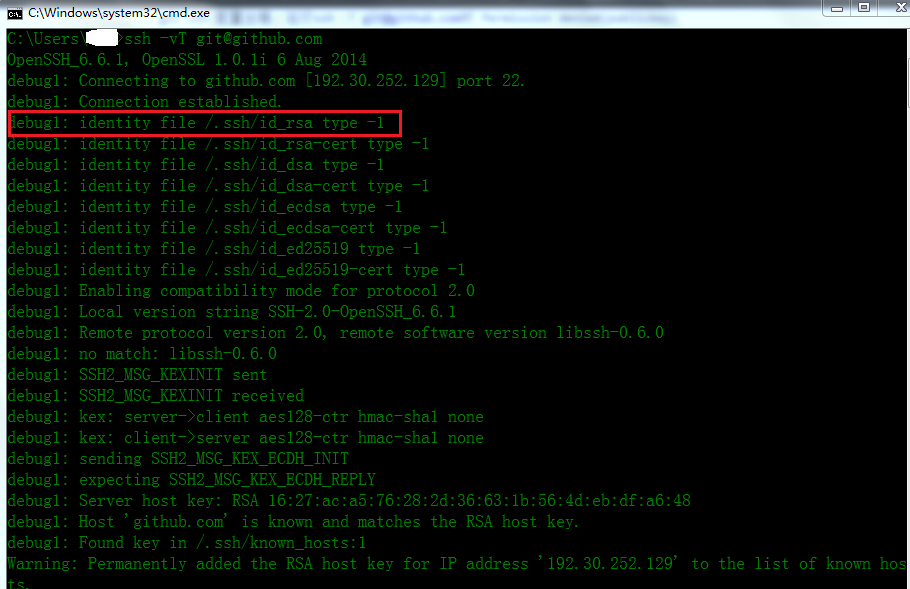 C:\Windows\system32\cmd.exe
C:\Users\ >ssh -vT git@github.com
OpenSSH_6.6.1, OpenSSL 1.0.1i 6 Aug 2014
debug1: Connecting to github.com [192.30.252.129] port 22.
debug1: Connection established.
debug1: identity file /.ssh/id_rsa type -1
debug1: identity file /.ssh/id_rsa-cert type -1
debug1: identity file /.ssh/id_dsa type -1
debug1: identity file /.ssh/id_dsa-cert type -1
debug1: identity file /.ssh/id_ecdsa type -1
debug1: identity file /.ssh/id_ecdsa-cert type -1
debug1: identity file /.ssh/id_ed25519 type -1
debug1: identity file /.ssh/id_ed25519-cert type -1
debug1: Enabling compatibility mode for protocol 2.0
debug1: Local version string SSH-2.0-OpenSSH_6.6.1
debug1: Remote protocol version 2.0, remote software version libssh-0.6.0
debug1: no match: libssh-0.6.0
debug1: SSH2_MSG_KEXINIT sent
debug1: SSH2_MSG_KEXINIT received
debug1: kex: server->client aes128-ctr hmac-sha1 none
debug1: kex: client->server aes128-ctr hmac-sha1 none
debug1: sending SSH2_MSG_KEX_ECDH_INIT
debug1: expecting SSH2_MSG_KEX_ECDH_REPLY
debug1: Server host key: RSA 16:27:ac:a5:76:28:2d:36:63:1b:56:4d:eb:df:a6:48
debug1: Host 'github.com' is known and matches the RSA host key.
debug1: Found key in /.ssh/known_hosts:1
Warning: Permanently added the RSA host key for IP address '192.30.252.129' to the list of known hos
ts.